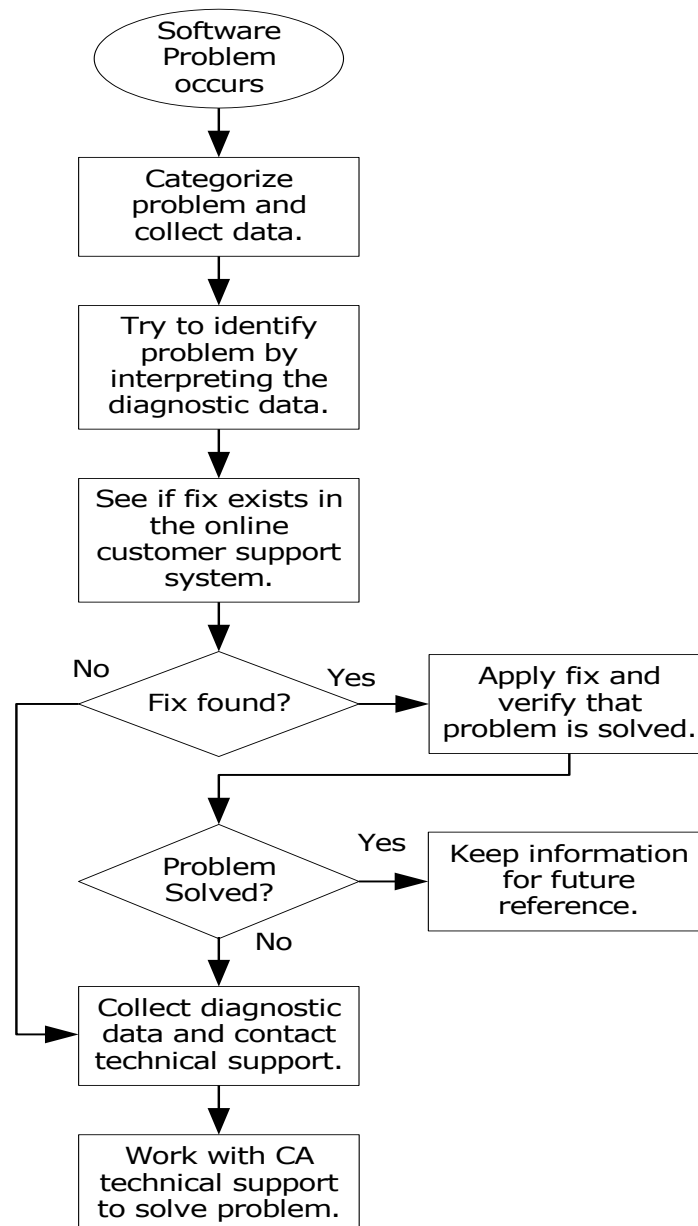 Software
Problem
occurs
Categorize
problem and
collect data.
Try to identify
problem by
interpreting the
diagnostic data.
See if fix exists in
the online
customer support
system.
No
Fix found?
Yes
Apply fix and
verify that
problem is solved.
Problem
Solved?
Yes
No
Keep information
for future
reference.
Collect diagnostic
data and contact
technical support.
Work with CA
technical support
to solve problem.